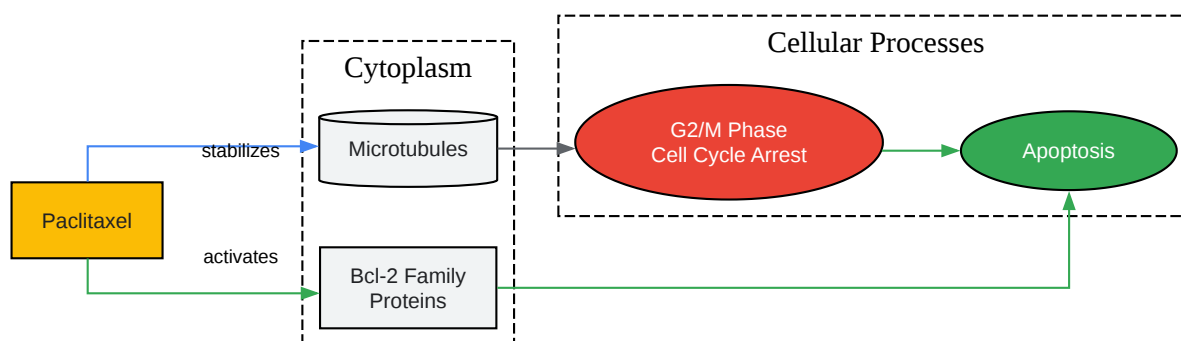 Cellular Processes
Cytoplasm
G2/M Phase
Cell Cycle Arrest
Microtubules
Apoptosis
stabilizes
Paclitaxel
activates
Bcl-2 Family
Proteins